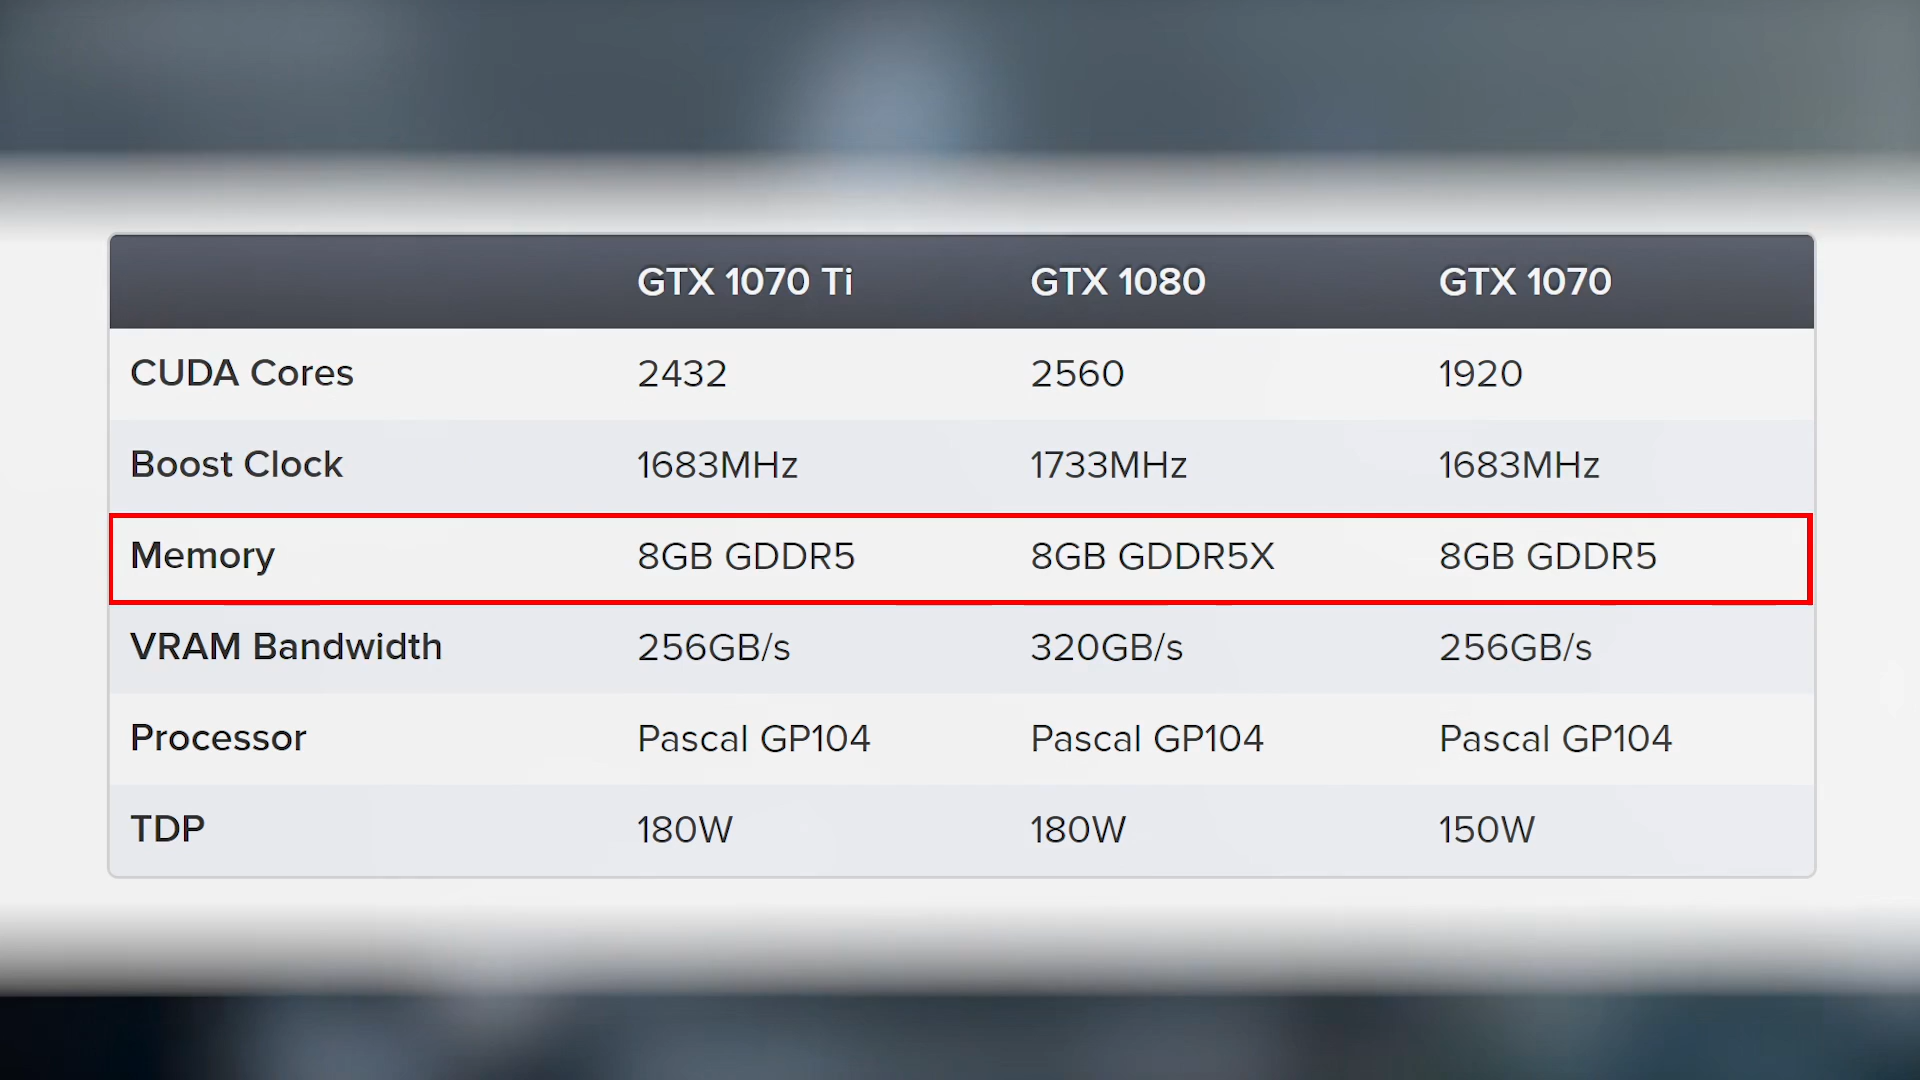 GTX 1070 Ti GTX 1080 GTX 1070
CUDA Cores 2432 2560 1920
Boost Clock 1683MHz 1733MHz 1683MHz
Memory 8GB GDDR5 8GB GDDR5X 8GB GDDR5
VRAM Bandwidth 256GB/s 320GB/s 256GB/s
Processor Pascal GP104 Pascal GP104 Pascal GP104
TDP 180W 180W 150W